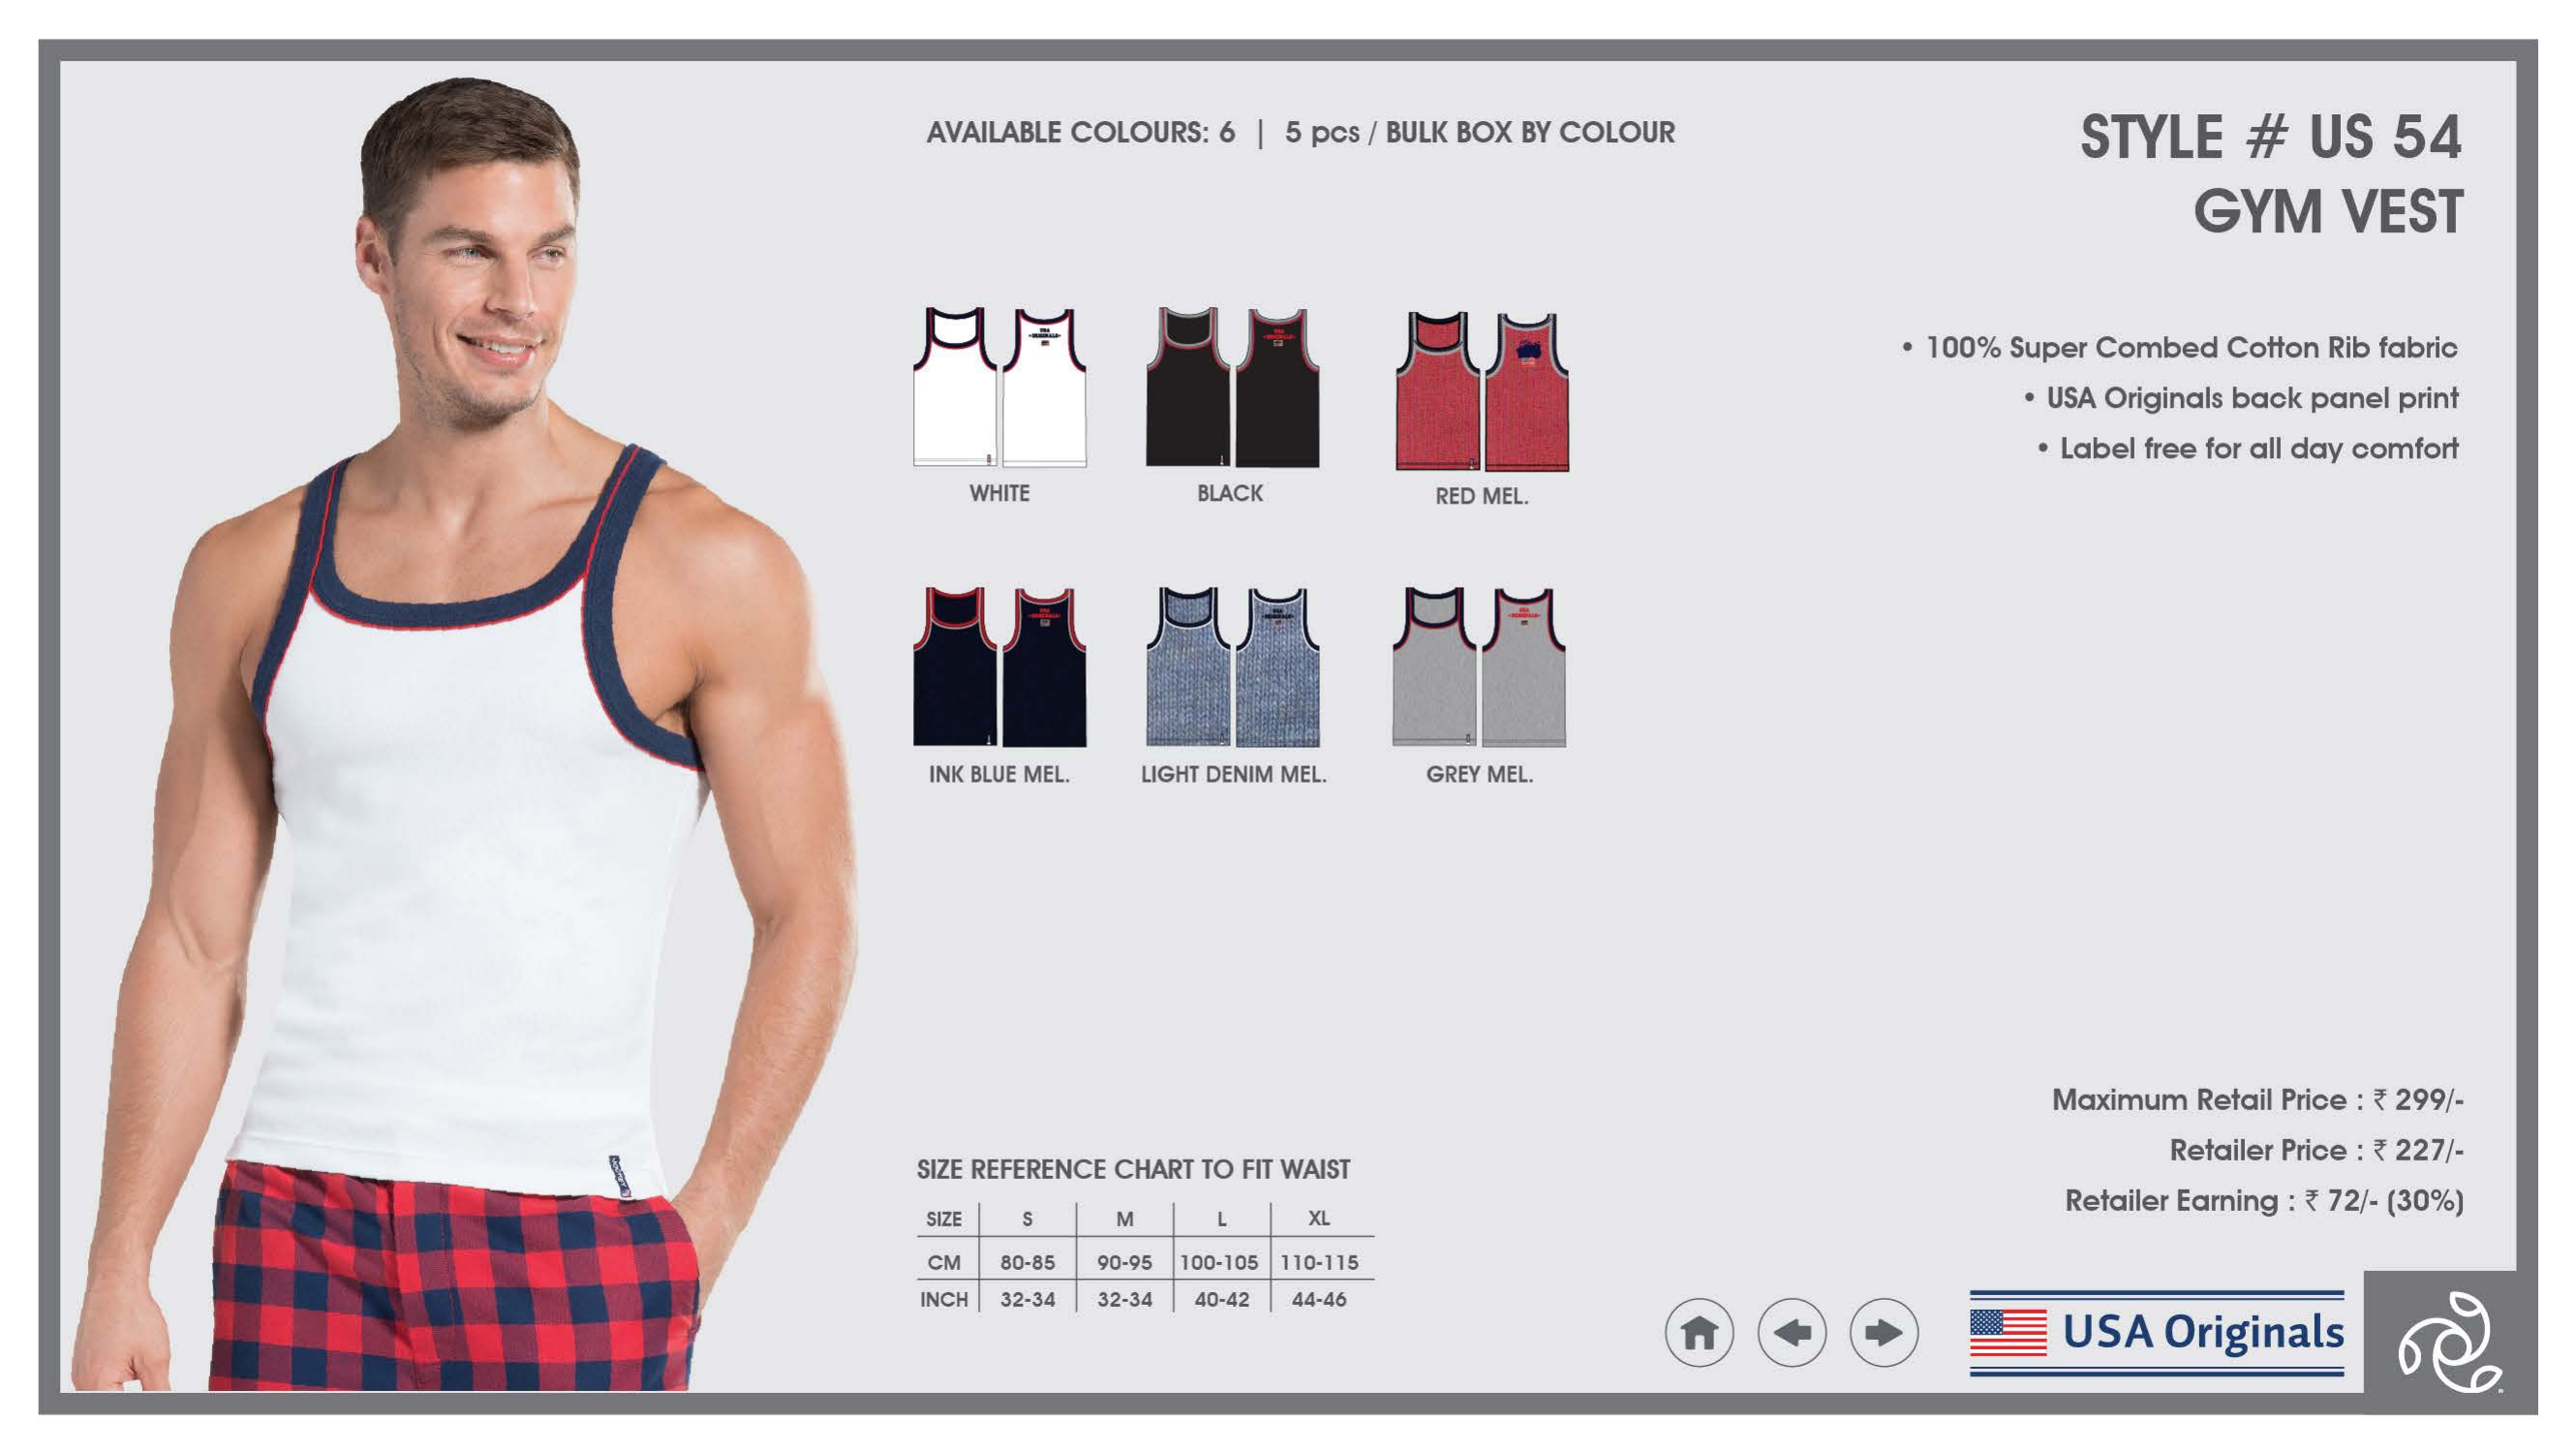 AVAILABLE COLOURS: 6 | 5 pcs / BULK BOX BY COLOUR
STYLE # US 54
GYM VEST
• 100% Super Combed Cotton Rib fabric
• USA Originals back panel print
• Label free for all day comfort
WHITE
BLACK
RED MEL.
INK BLUE MEL.
LIGHT DENIM MEL.
GREY MEL.
Maximum Retail Price : ₹ 299/-
Retailer Price : ₹ 227/-
Retailer Earning : ₹ 72/- (30%)
SIZE REFERENCE CHART TO FIT WAIST
SIZE S M L XL
CM 80-85 90-95 100-105 110-115
INCH 32-34 32-34 40-42 44-46
USA Originals